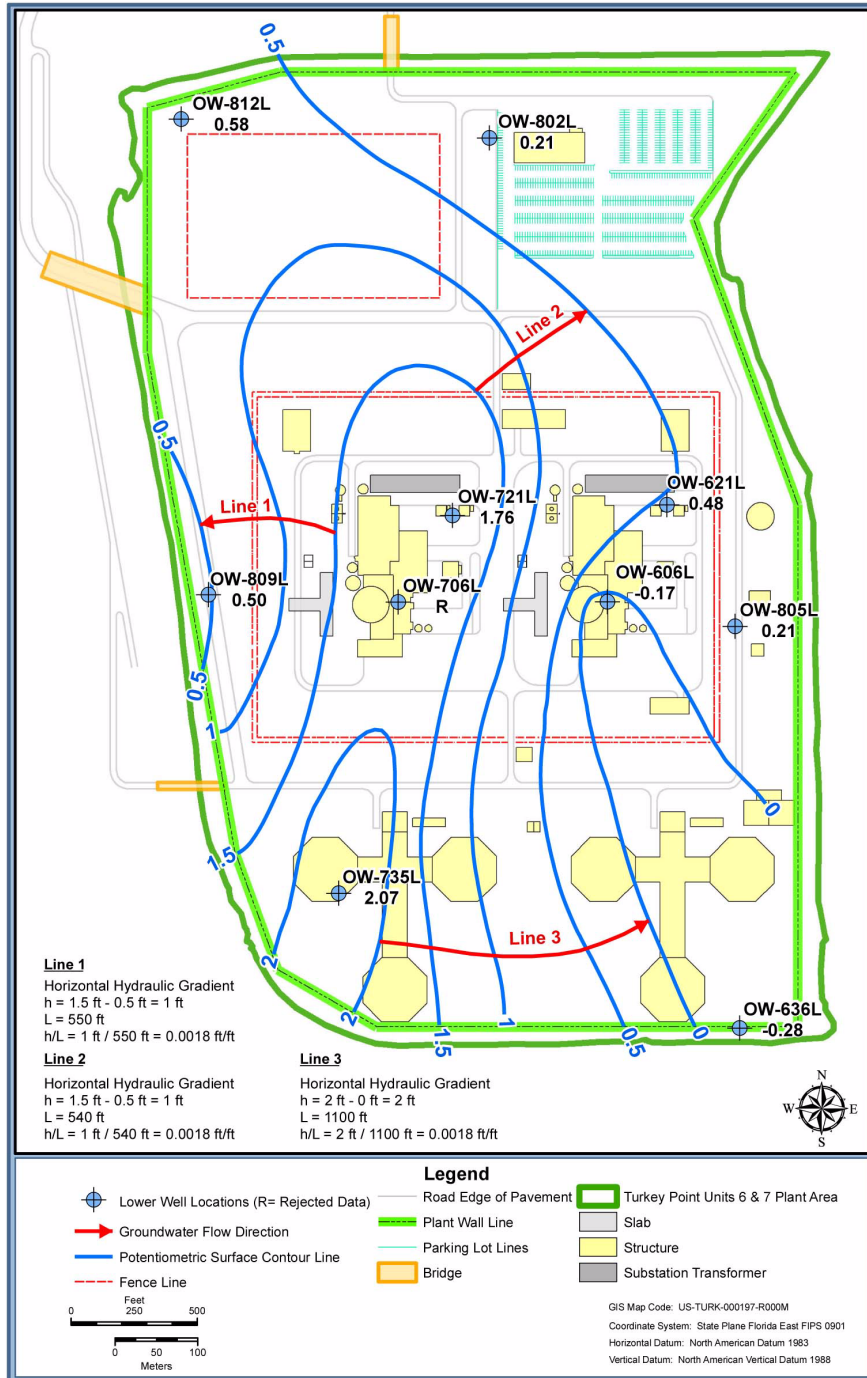 0.5
OW-812L
0.58
OW-802L
0.21
Line 2
0.5
Line 1
OW-721L
1.76
OW-621L
0.48
OW-809L
0.50
OW-706L
R
OW-606L
-0.17
OW-805L
0.21
0.5
1
0
1.5
OW-735L
2.07
Line 3
2
2
1.5
1
0.5
0
OW-636L
-0.28
Line 1
Horizontal Hydraulic Gradient
h = 1.5 ft - 0.5 ft = 1 ft
L = 550 ft
h/L = 1 ft / 550 ft = 0.0018 ft/ft
Line 2
Horizontal Hydraulic Gradient
h = 1.5 ft - 0.5 ft = 1 ft
L = 540 ft
h/L = 1 ft / 540 ft = 0.0018 ft/ft
Line 3
Horizontal Hydraulic Gradient
h = 2 ft - 0 ft = 2 ft
L = 1100 ft
h/L = 2 ft / 1100 ft = 0.0018 ft/ft
N
W E
S
Legend
Lower Well Locations (R= Rejected Data)
Groundwater Flow Direction
Potentiometric Surface Contour Line
Fence Line
Road Edge of Pavement
Plant Wall Line
Parking Lot Lines
Bridge
Turkey Point Units 6 & 7 Plant Area
Slab
Structure
Substation Transformer
Feet
0 250 500
0 50 100
Meters
GIS Map Code: US-TURK-000197-R000M
Coordinate System: State Plane Florida East FIPS 0901
Horizontal Datum: North American Datum 1983
Vertical Datum: North American Vertical Datum 1988